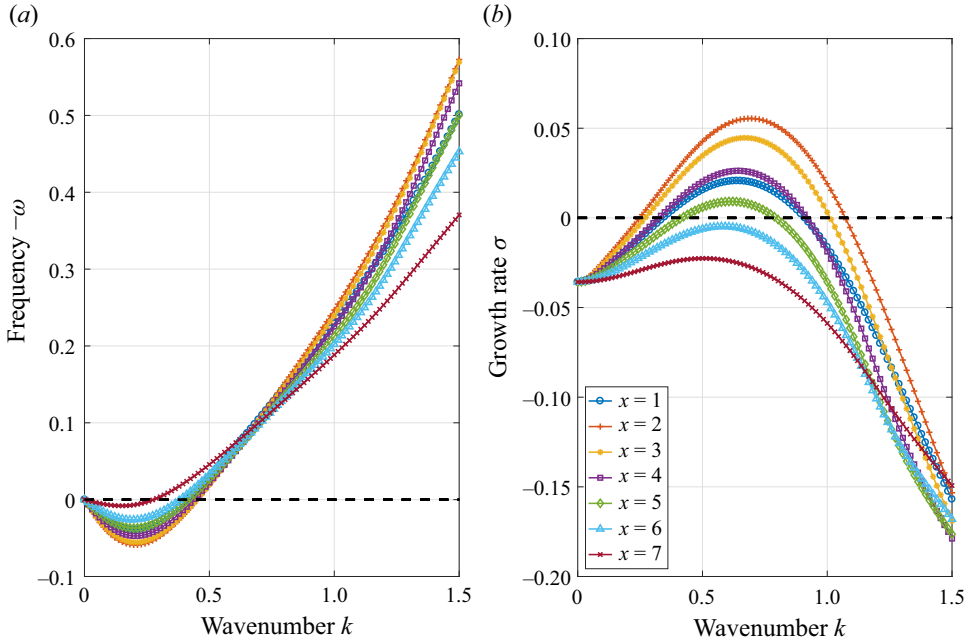 (a)
0.6
0.5
0.4
0.3
0.2
0.1
0
–0.1
Frequency –ω
0
0.5
1.0
1.5
Wavenumber k
(b)
0.10
0.05
0
–0.05
–0.10
–0.15
–0.20
Growth rate σ
x = 1
x = 2
x = 3
x = 4
x = 5
x = 6
x = 7
0
0.5
1.0
1.5
Wavenumber k